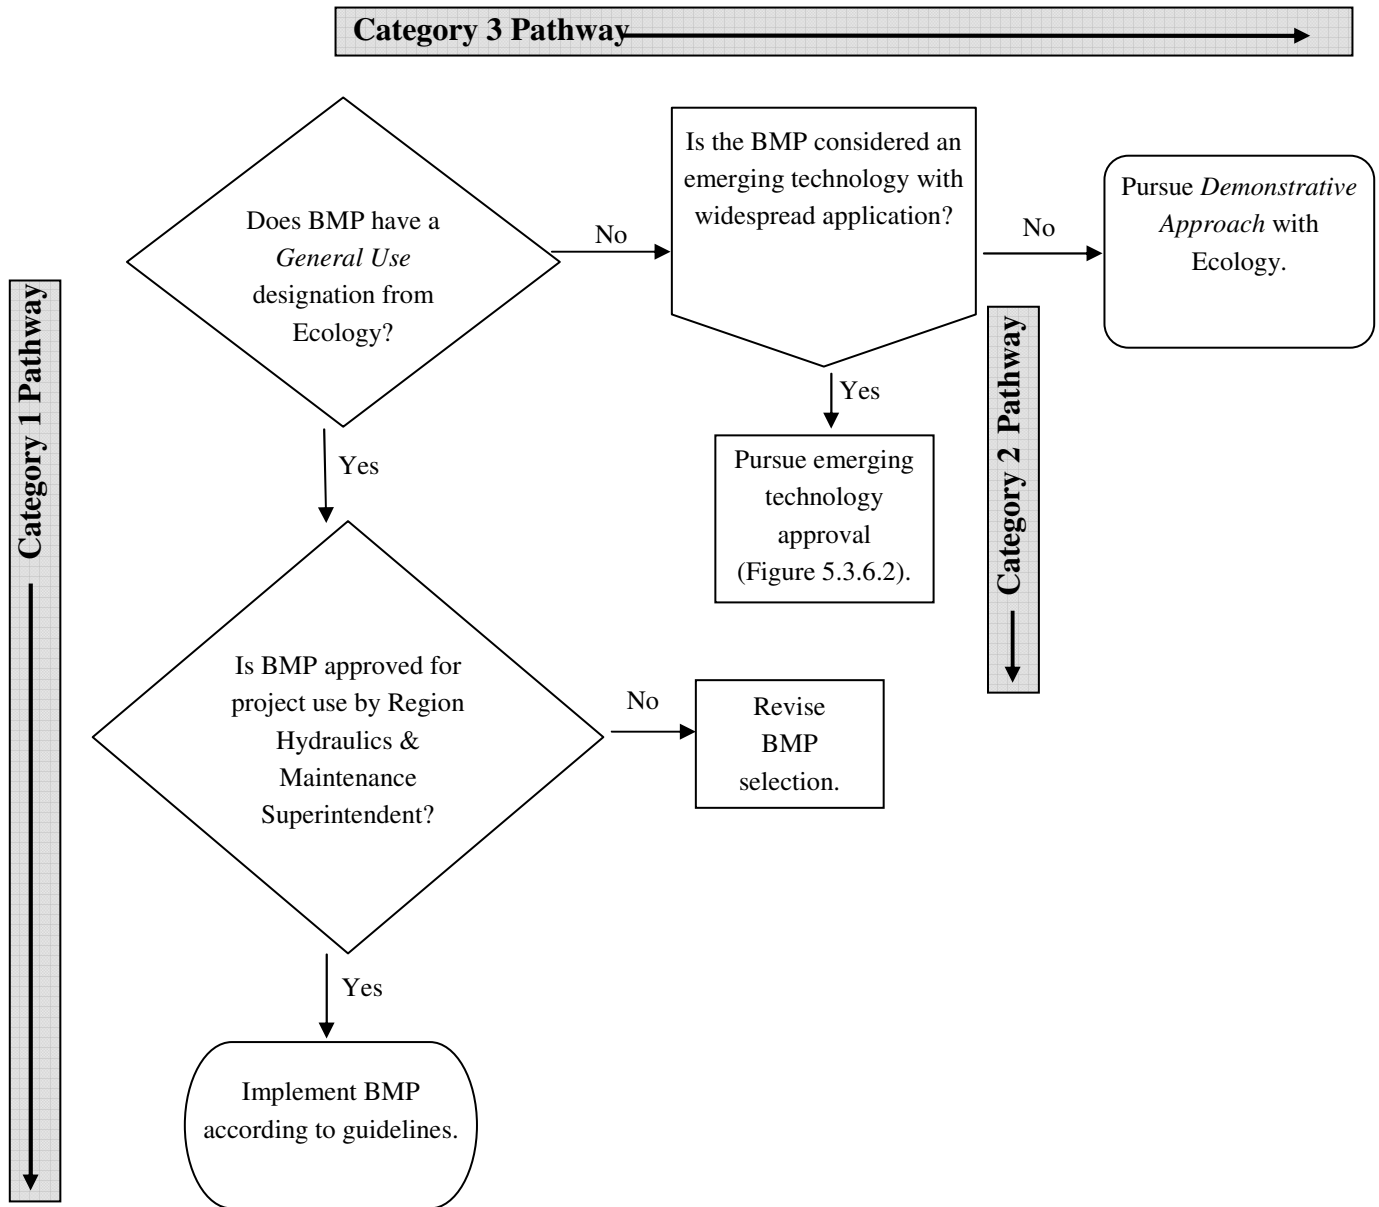 Category 3 Pathway
Does BMP have a
General Use
designation from
Ecology?
No
Is the BMP considered an
emerging technology with
widespread application?
No
Pursue Demonstrative
Approach with
Ecology.
Category 1 Pathway
Yes
Yes
Pursue emerging
technology
approval
(Figure 5.3.6.2).
Category 2 Pathway
Is BMP approved for
project use by Region
Hydraulics &
Maintenance
Superintendent?
No
Revise
BMP
selection.
Yes
Implement BMP
according to guidelines.